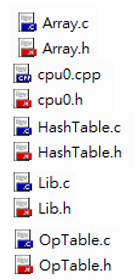 Array.c
Array.h
cpu0.cpp
cpu0.h
HashTable.c
HashTable.h
Lib.c
Lib.h
OpTable.c
OpTable.h